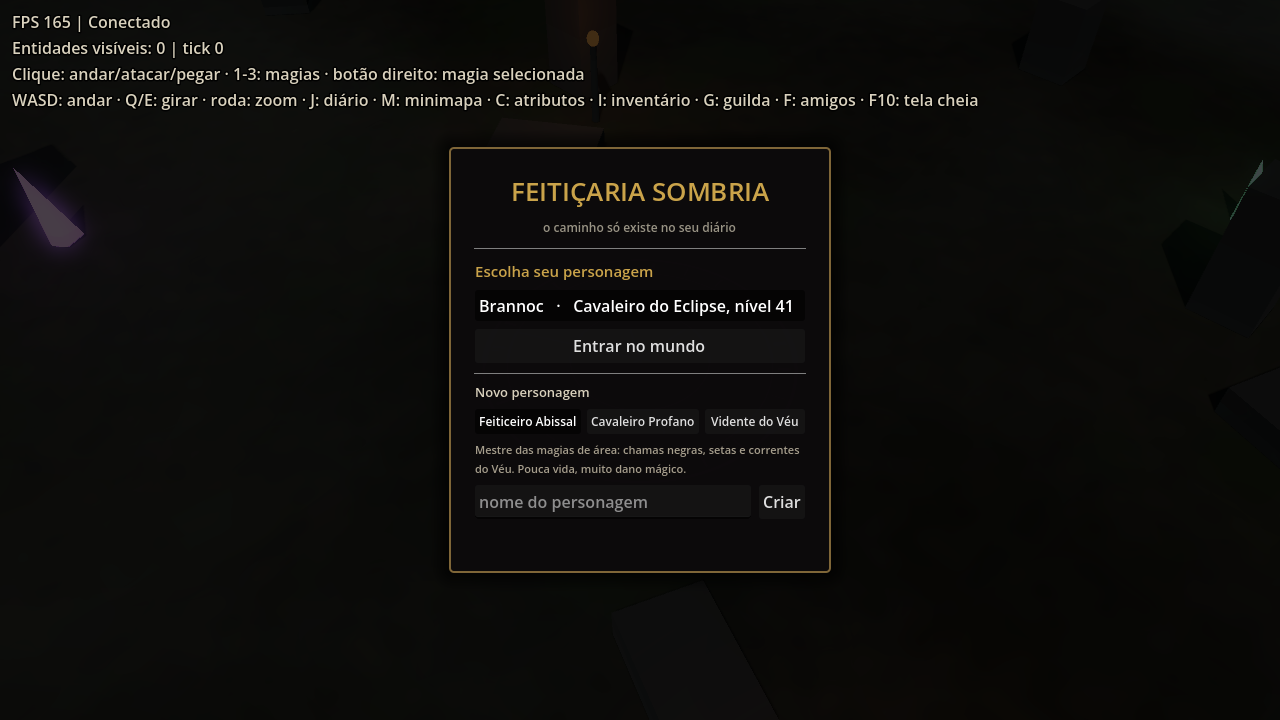 FPS 165 | Conectado
Entidades visíveis: 0 | tick 0
Clique: andar/atacar/pegar · 1-3: magias · botão direito: magia selecionada
WASD: andar · Q/E: girar · roda: zoom · J: diário · M: minimapa · C: atributos · I: inventário · G: guilda · F: amigos · F10: tela cheia
FEITIÇARIA SOMBRIA
o caminho só existe no seu diário
Escolha seu personagem
Brannoc · Cavaleiro do Eclipse, nível 41
Entrar no mundo
Novo personagem
Feiticeiro Abissal Cavaleiro Profano Vidente do Véu
Mestre das magias de área: chamas negras, setas e correntes
do Véu. Pouca vida, muito dano mágico.
nome do personagem Criar